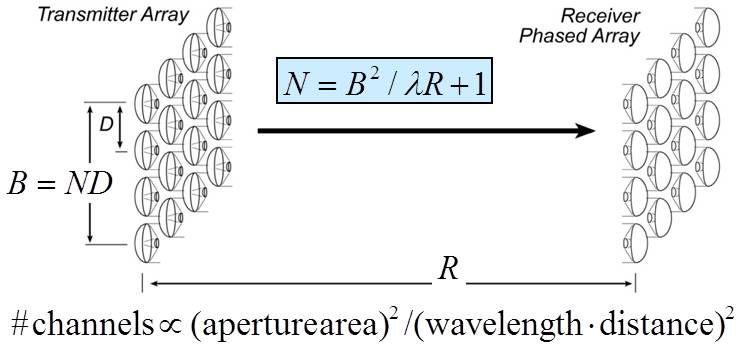 Transmitter Array
Receiver
Phased Array
N = B² / λR + 1
D
B = ND
R
#channels ∝ (aperturearea)² /(wavelength · distance)²